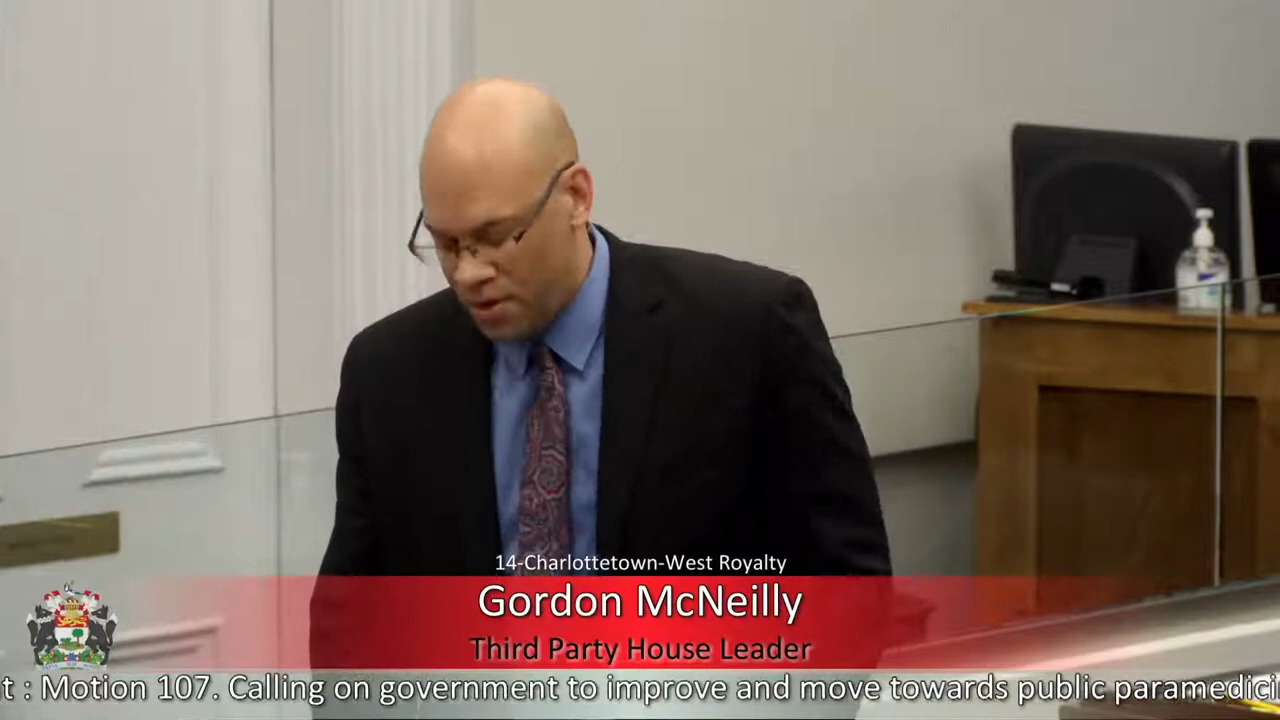 14-Charlottetown-West Royalty
Gordon McNeilly
Third Party House Leader
t : Motion 107. Calling on government to improve and move towards public paramedici